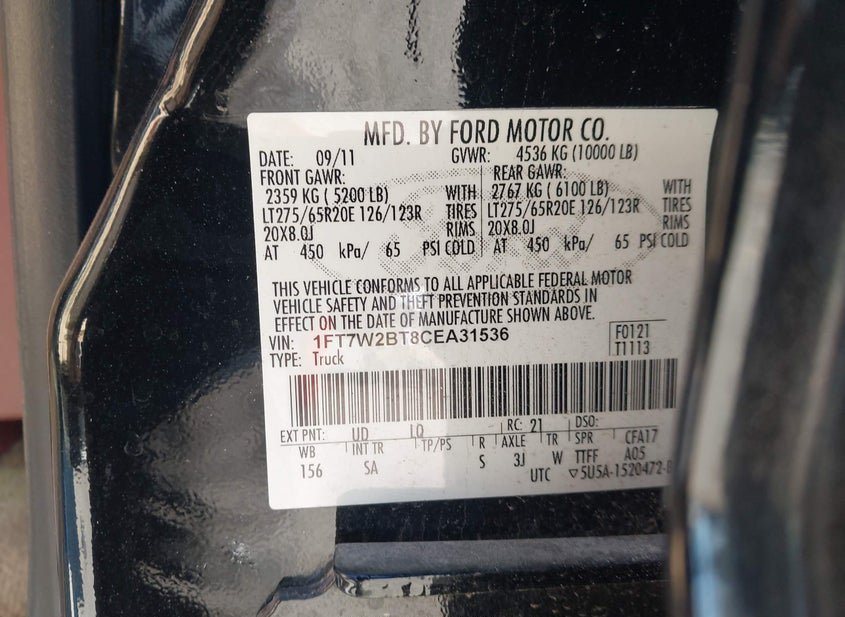 MFD. BY FORD MOTOR CO.
DATE: 09/11 GVWR: 4536 KG (10000 LB)
FRONT GAWR: REAR GAWR:
2359 KG ( 5200 LB) WITH 2767 KG ( 6100 LB) WITH
LT275/65R20E 126/123R TIRES LT275/65R20E 126/123R TIRES
20X8.0J RIMS 20X8.0J RIMS
AT 450 kPa/ 65 PSI COLD AT 450 kPa/ 65 PSI COLD
THIS VEHICLE CONFORMS TO ALL APPLICABLE FEDERAL MOTOR
VEHICLE SAFETY AND THEFT PREVENTION STANDARDS IN
EFFECT ON THE DATE OF MANUFACTURE SHOWN ABOVE.
VIN: 1FT7W2BT8CEA31536 F0121
TYPE: Truck T1113
EXT PNT: UD LQ RC: 21 DSO:
WB INT TR TP/PS R AXLE TR SPR CFA17
156 SA S 3J W TTFF A05
UTC ▽5U5A-1520472-